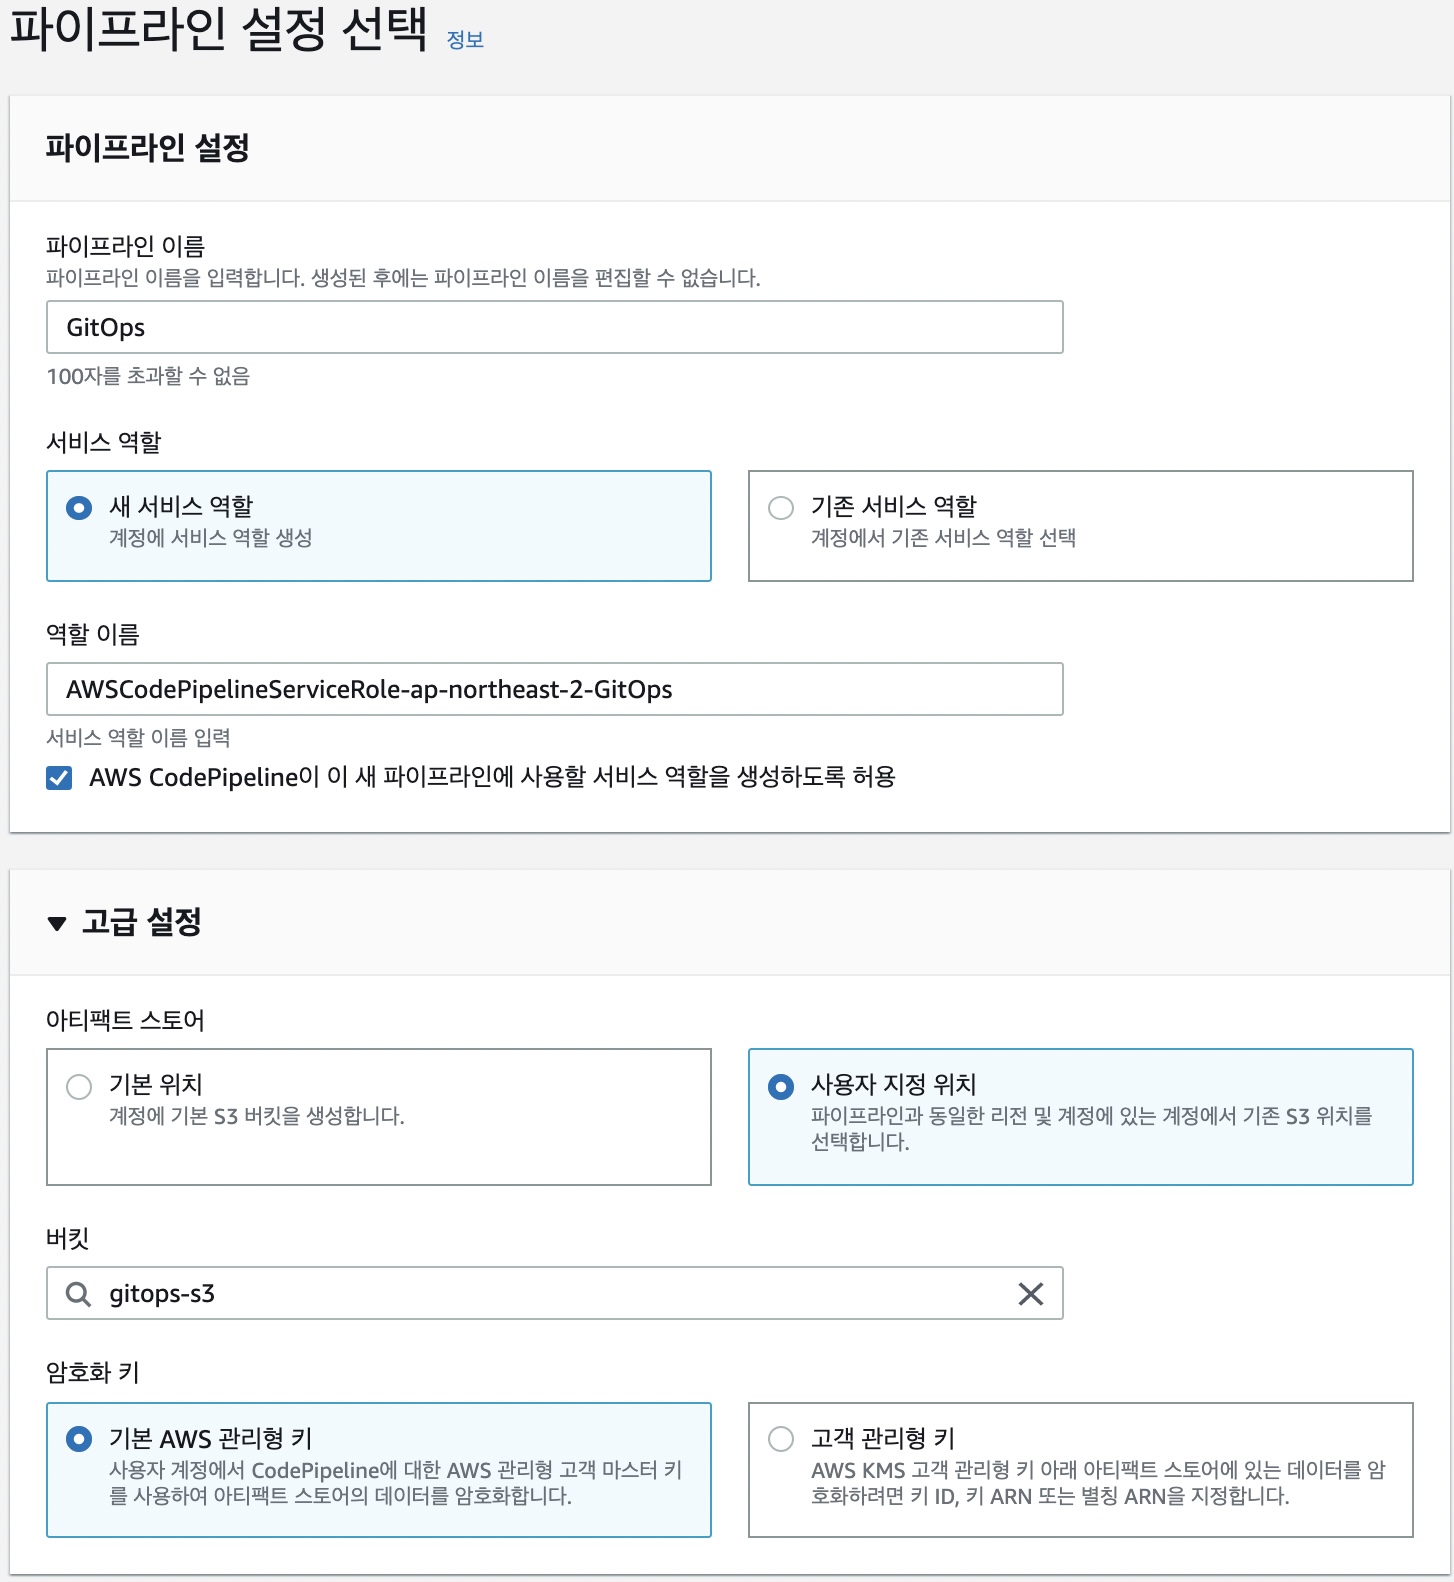 파이프라인 설정 선택 정보
파이프라인 설정
파이프라인 이름
파이프라인 이름을 입력합니다. 생성된 후에는 파이프라인 이름을 편집할 수 없습니다.
GitOps
100자를 초과할 수 없음
서비스 역할
새 서비스 역할
계정에 서비스 역할 생성
기존 서비스 역할
계정에서 기존 서비스 역할 선택
역할 이름
AWSCodePipelineServiceRole-ap-northeast-2-GitOps
서비스 역할 이름 입력
AWS CodePipeline이 이 새 파이프라인에 사용할 서비스 역할을 생성하도록 허용
고급 설정
아티팩트 스토어
기본 위치
계정에 기본 S3 버킷을 생성합니다.
사용자 지정 위치
파이프라인과 동일한 리전 및 계정에 있는 계정에서 기존 S3 위치를
선택합니다.
버킷
gitops-s3
암호화 키
기본 AWS 관리형 키
사용자 계정에서 CodePipeline에 대한 AWS 관리형 고객 마스터 키
를 사용하여 아티팩트 스토어의 데이터를 암호화합니다.
고객 관리형 키
AWS KMS 고객 관리형 키 아래 아티팩트 스토어에 있는 데이터를 암
호화하려면 키 ID, 키 ARN 또는 별칭 ARN을 지정합니다.